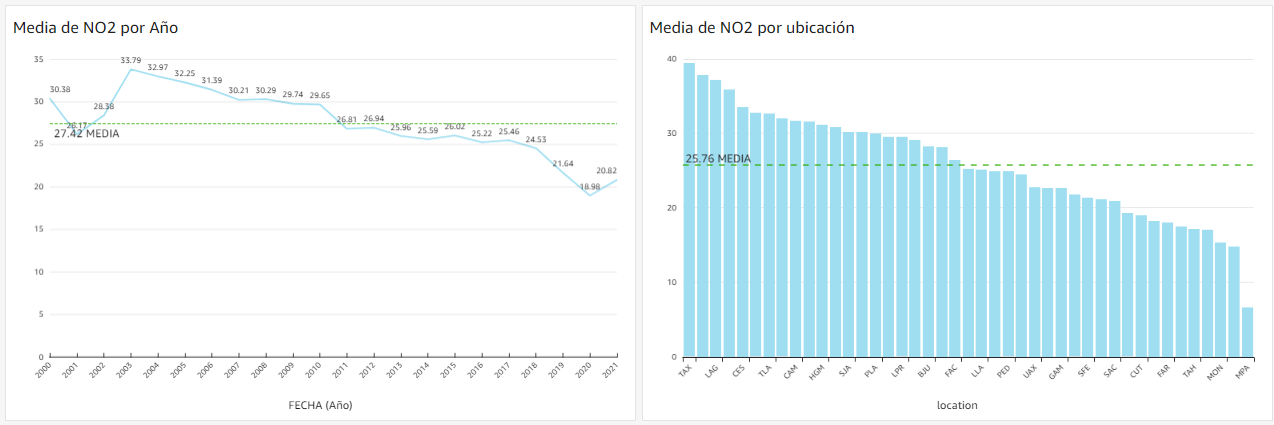 Media de NO2 por Año
35
30
25
20
15
10
5
0
30.38
26.17
28.38
33.79
32.97
32.25
31.39
30.21
30.29
29.74
29.65
26.81
26.94
25.96
25.59
26.02
25.22
25.46
24.53
21.64
18.98
20.82
27.42 MEDIA
2000
2001
2002
2003
2004
2005
2006
2007
2008
2009
2010
2011
2012
2013
2014
2015
2016
2017
2018
2019
2020
2021
FECHA (Año)
Media de NO2 por ubicación
40
30
20
10
0
25.76 MEDIA
TAX
LAG
CES
TLA
CAM
HGM
SJA
PLA
LPR
BJU
FAC
LLA
PED
UAX
GAM
SFE
SAC
CUT
FAR
TAH
MON
MPA
location